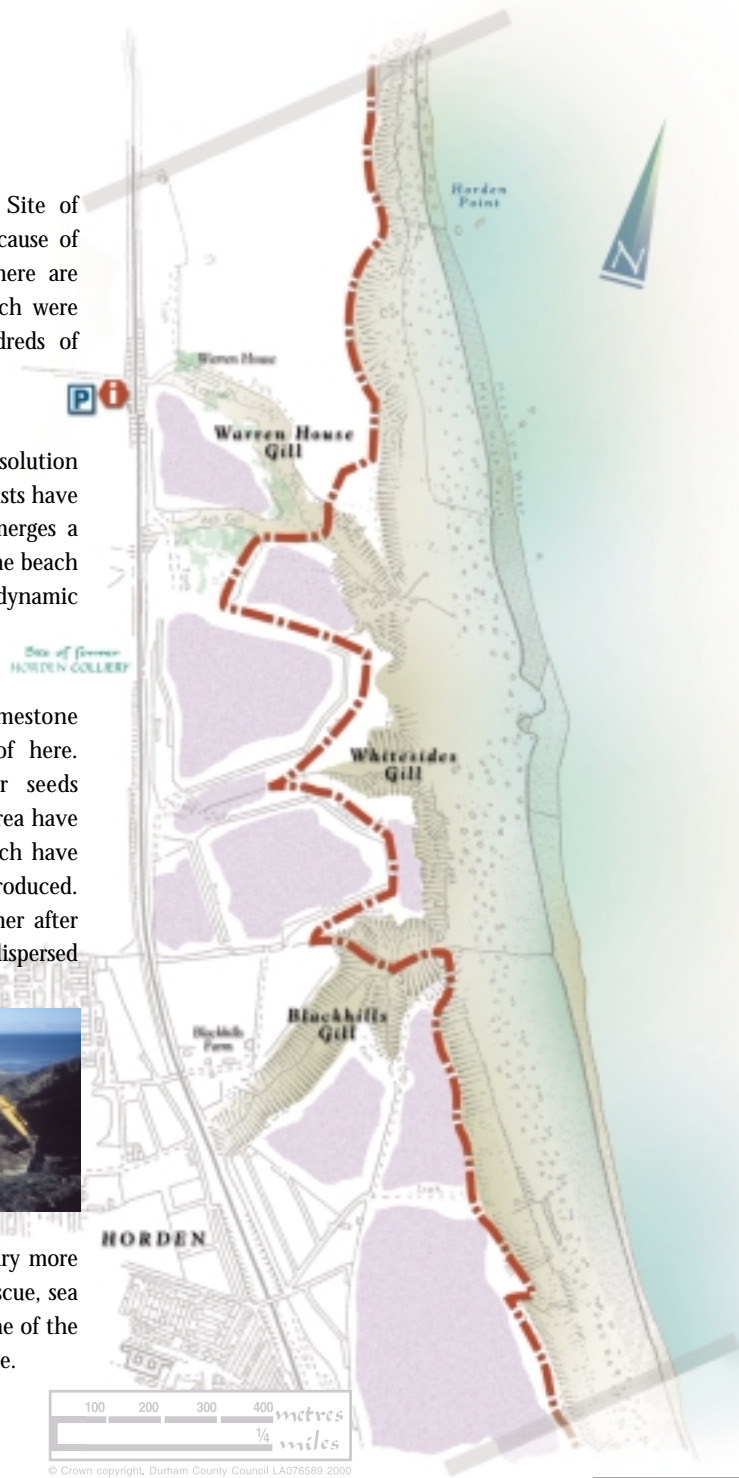 Site of
cause of
here are
ch were
dreds of
solution
sts have
merges a
ne beach
dynamic
mestone
of here.
r seeds
rea have
ch have
roduced.
ner after
dispersed
ry more
scue, sea
ne of the
e.
Horden
Point
N
Warren House
P i
Warren House
Gill
Site of former
HORDEN COLLIERY
Whitesides
Gill
Blackhills
Gill
Blackhills
Farm
HORDEN
100 200 300 400 metres
¼ miles
© Crown copyright, Durham County Council LA076589 2000